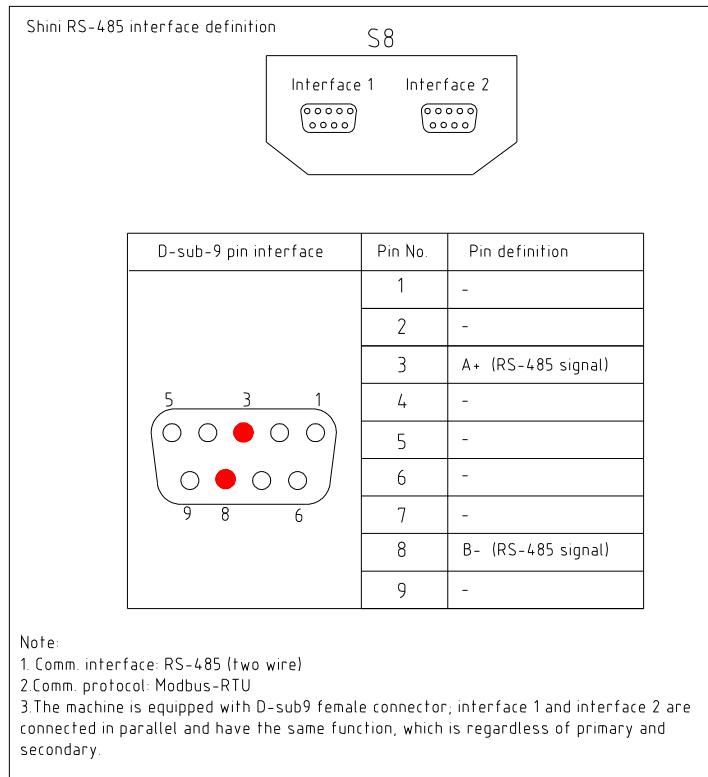 Shini RS-485 interface definition
S8
Interface 1 Interface 2
D-sub-9 pin interface Pin No. Pin definition
1 -
2 -
3 A+ (RS-485 signal)
4 -
5 -
6 -
7 -
8 B- (RS-485 signal)
9 -
5 3 1
9 8 6
Note:
1. Comm. interface: RS-485 (two wire)
2.Comm. protocol: Modbus-RTU
3.The machine is equipped with D-sub9 female connector; interface 1 and interface 2 are
connected in parallel and have the same function, which is regardless of primary and
secondary.